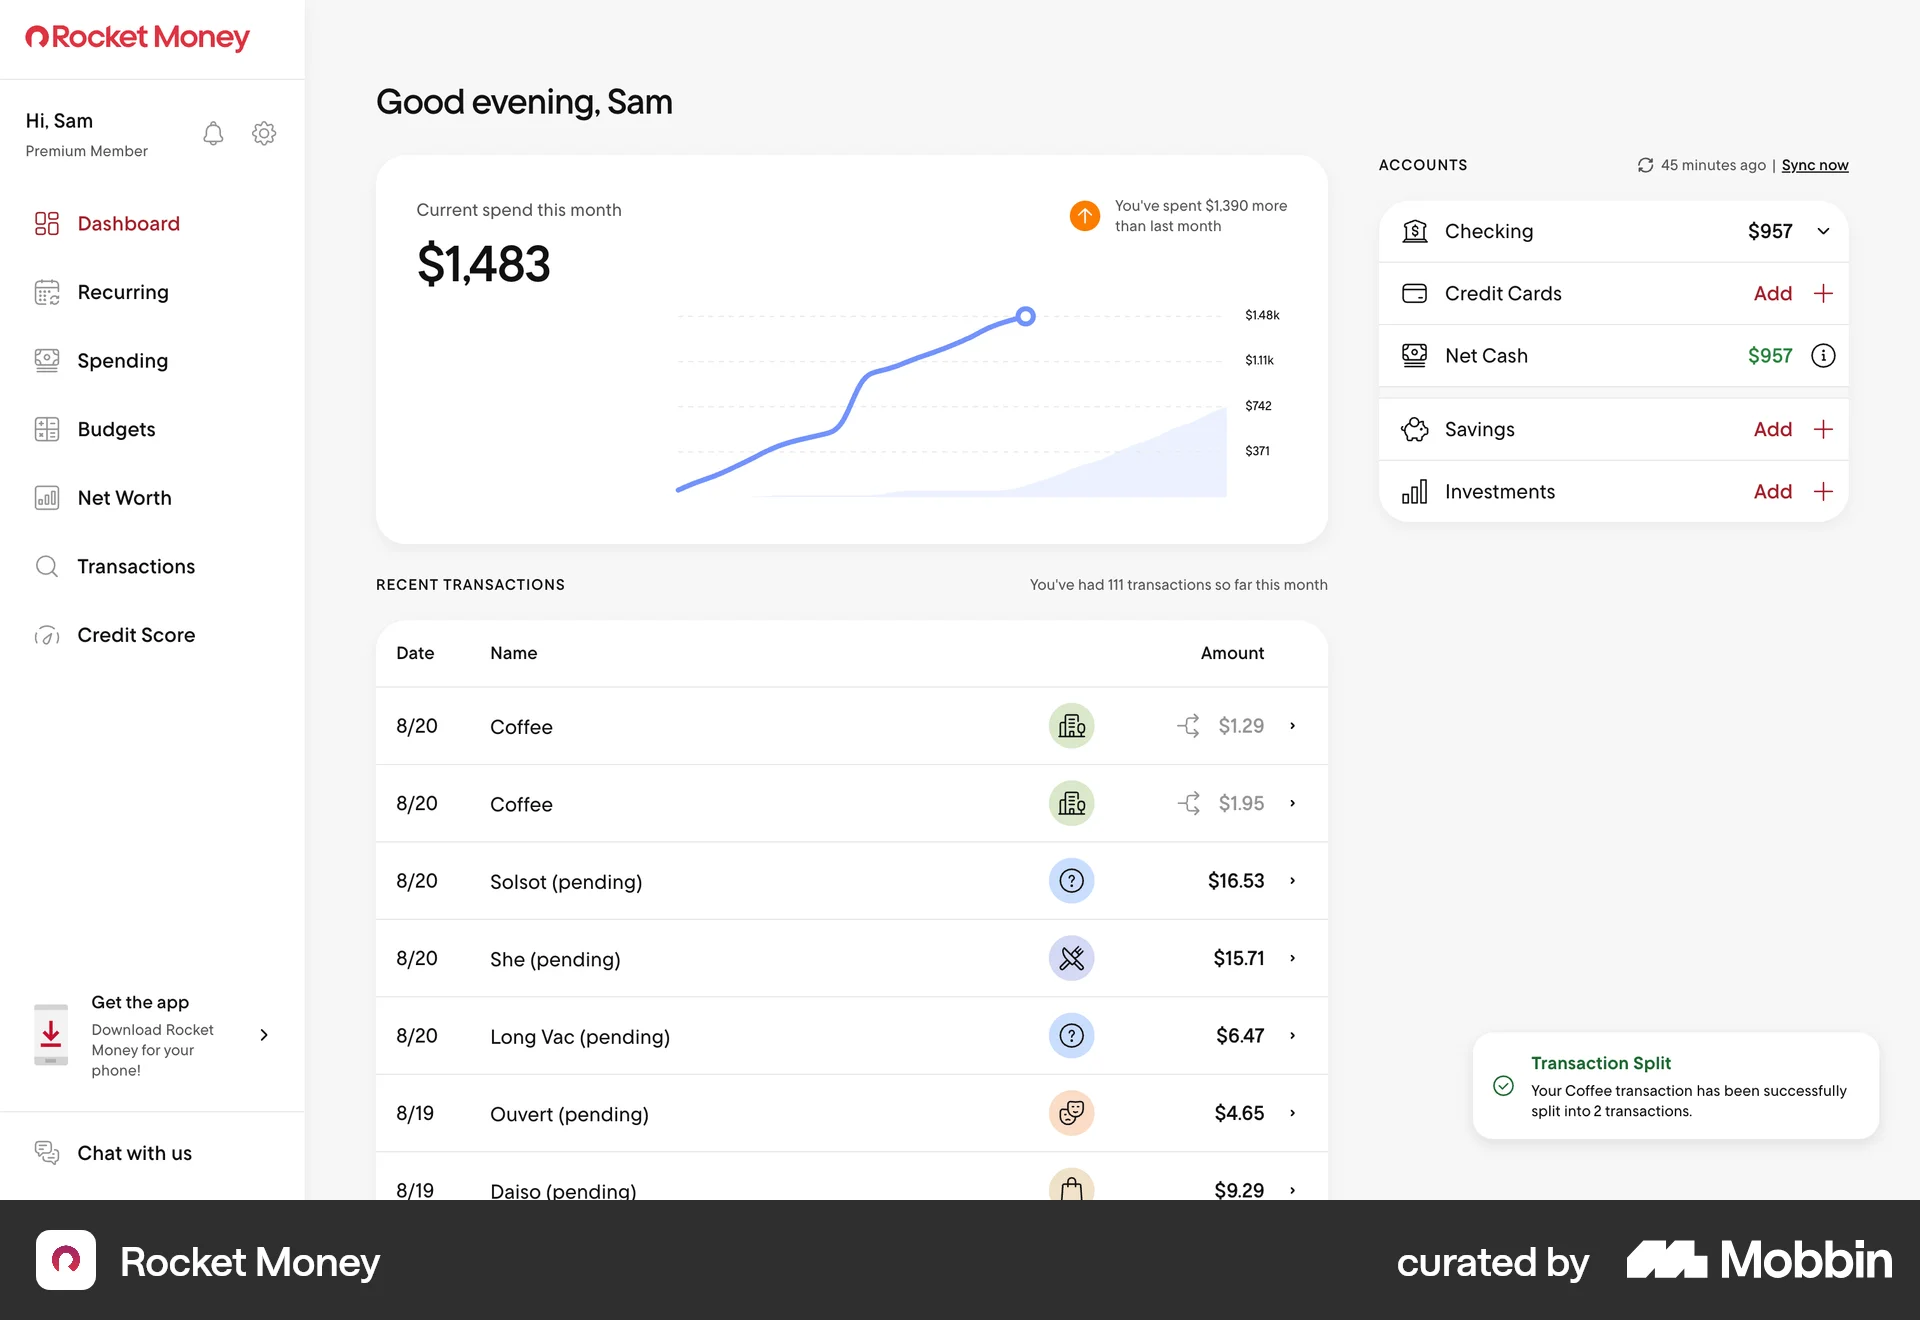 Rocket Money
Hi, Sam
Premium Member
Dashboard
Recurring
Spending
Budgets
Net Worth
Transactions
Credit Score
Get the app
Download Rocket
Money for your
phone!
Chat with us
Good evening, Sam
Current spend this month
$1,483
You've spent $1,390 more
than last month
$1.48k
$1.11k
$742
$371
ACCOUNTS
45 minutes ago | Sync now
Checking $957
Credit Cards Add
Net Cash $957
Savings Add
Investments Add
RECENT TRANSACTIONS
You've had 111 transactions so far this month
Date Name Amount
8/20 Coffee $1.29
8/20 Coffee $1.95
8/20 Solsot (pending) $16.53
8/20 She (pending) $15.71
8/20 Long Vac (pending) $6.47
8/19 Ouvert (pending) $4.65
8/19 Daiso (pending) $9.29
Transaction Split
Your Coffee transaction has been successfully
split into 2 transactions.
Rocket Money
curated by Mobbin